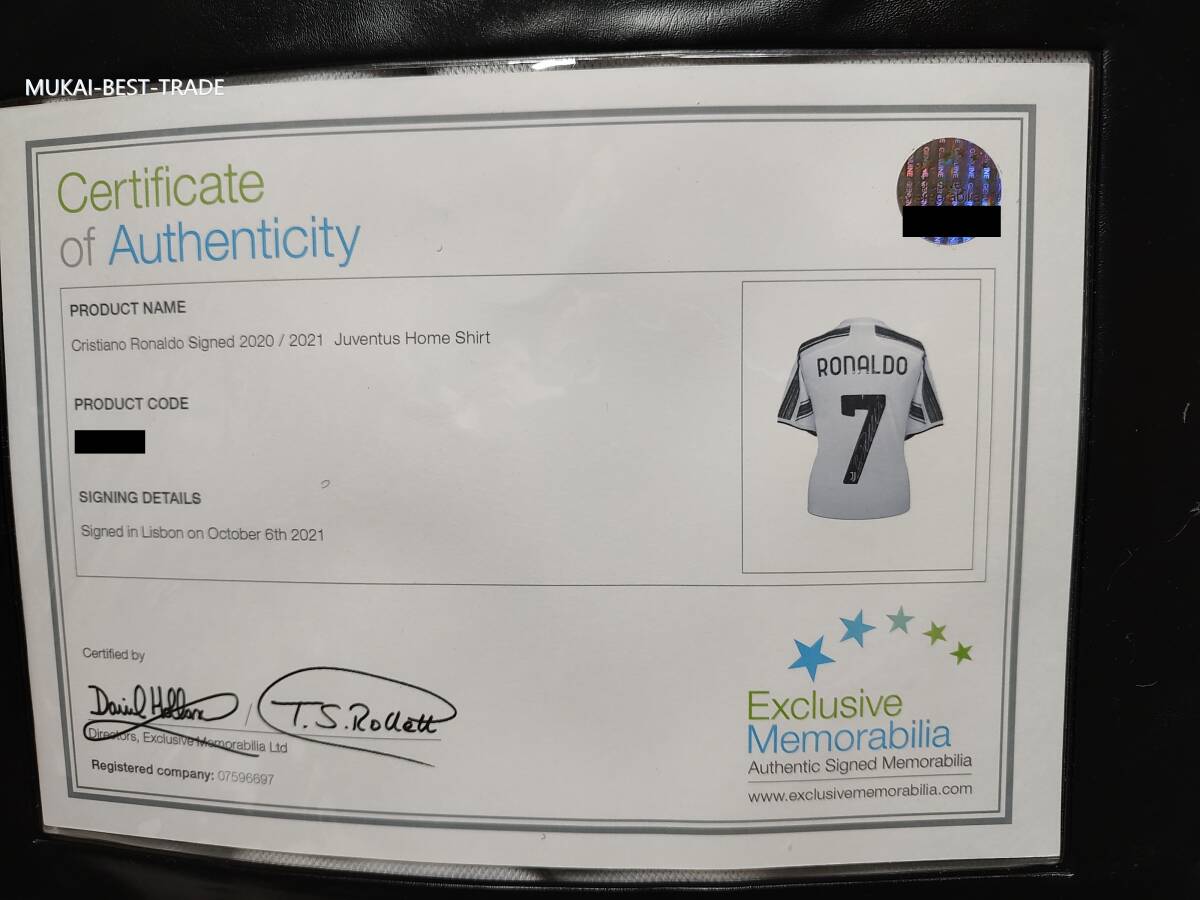 MUKAI-BEST-TRADE
Certificate
of Authenticity
PRODUCT NAME
Cristiano Ronaldo Signed 2020 / 2021 Juventus Home Shirt
PRODUCT CODE
SIGNING DETAILS
Signed in Lisbon on October 6th 2021
RONALDO
7
Certified by
T.S.Rollett
Directors, Exclusive Memorabilia Ltd
Registered company: 07596697
Exclusive
Memorabilia
Authentic Signed Memorabilia
www.exclusivememorabilia.com
GENUINE